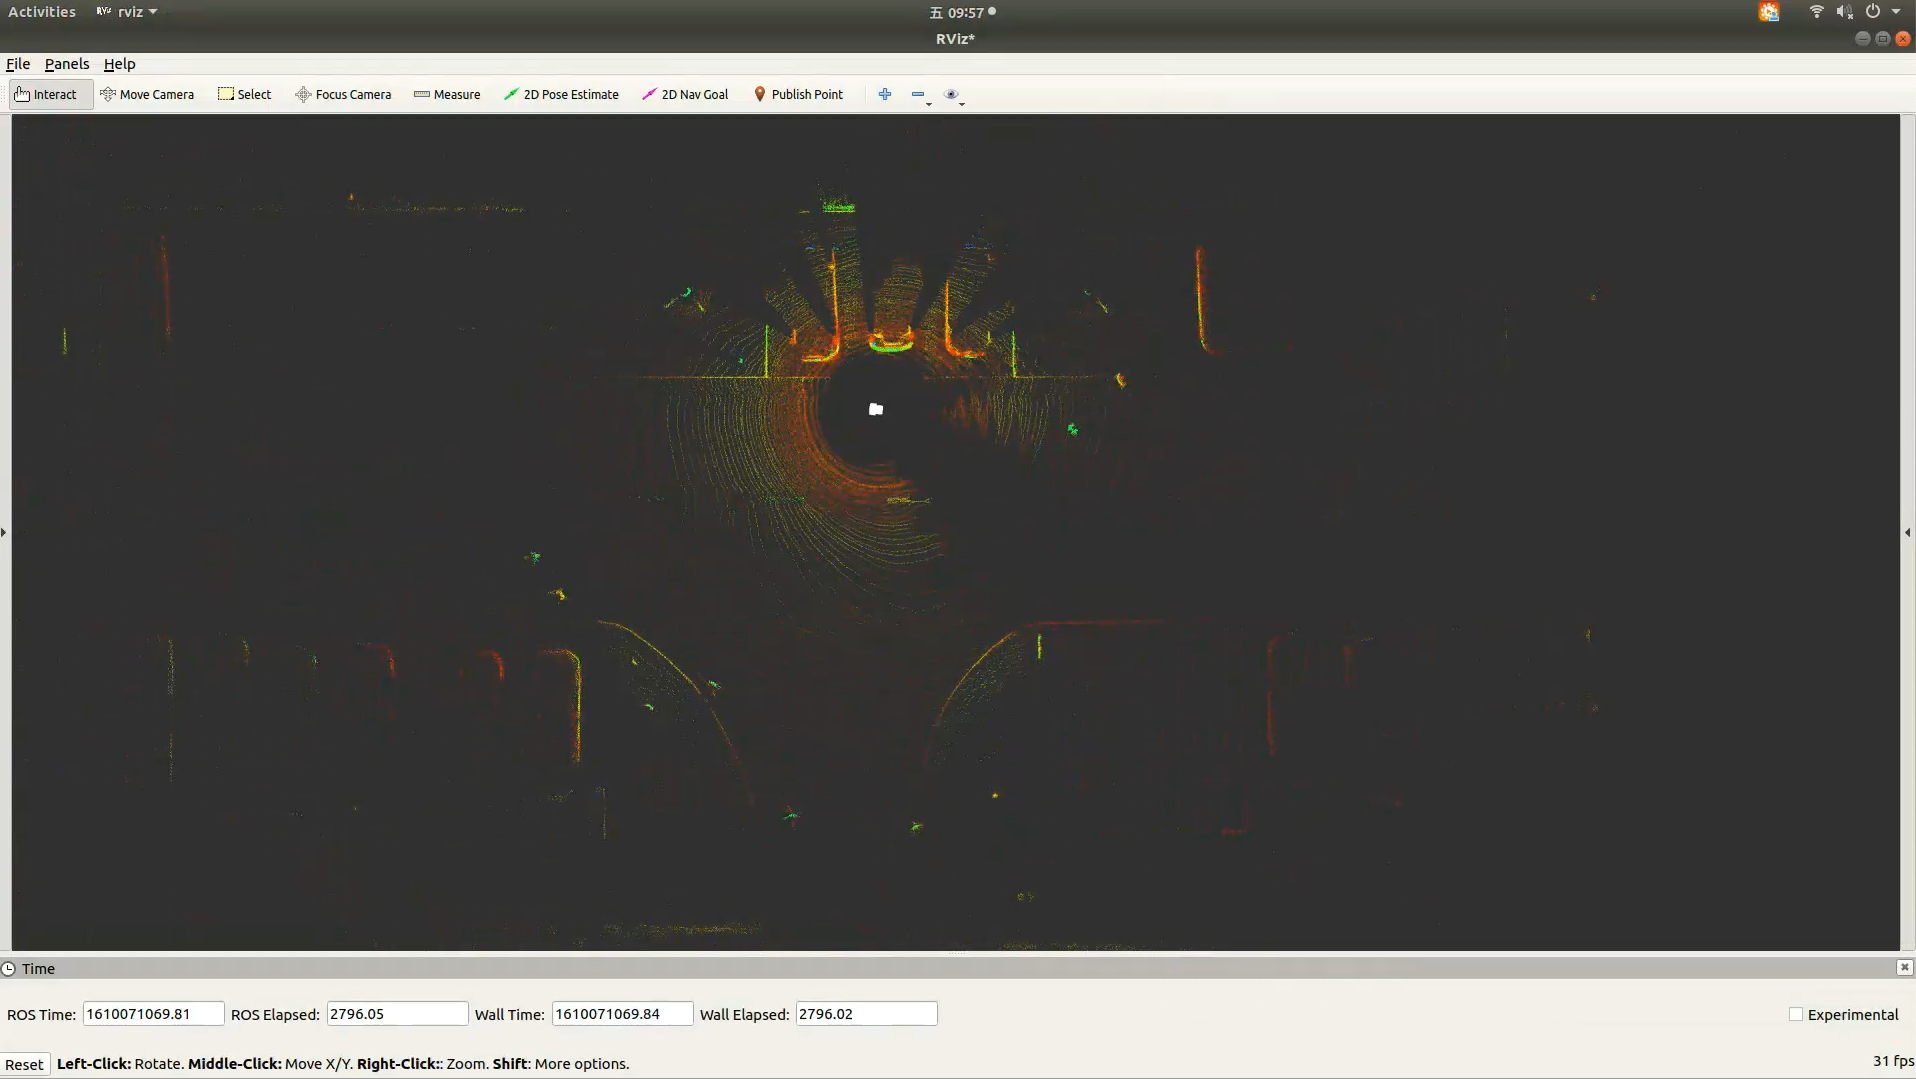 Activities RViz rviz 五 09:57
RViz*
File Panels Help
Interact Move Camera Select Focus Camera Measure 2D Pose Estimate 2D Nav Goal Publish Point
Time
ROS Time: 1610071069.81 ROS Elapsed: 2796.05 Wall Time: 1610071069.84 Wall Elapsed: 2796.02 Experimental
Reset Left-Click: Rotate. Middle-Click: Move X/Y. Right-Click:: Zoom. Shift: More options. 31 fps